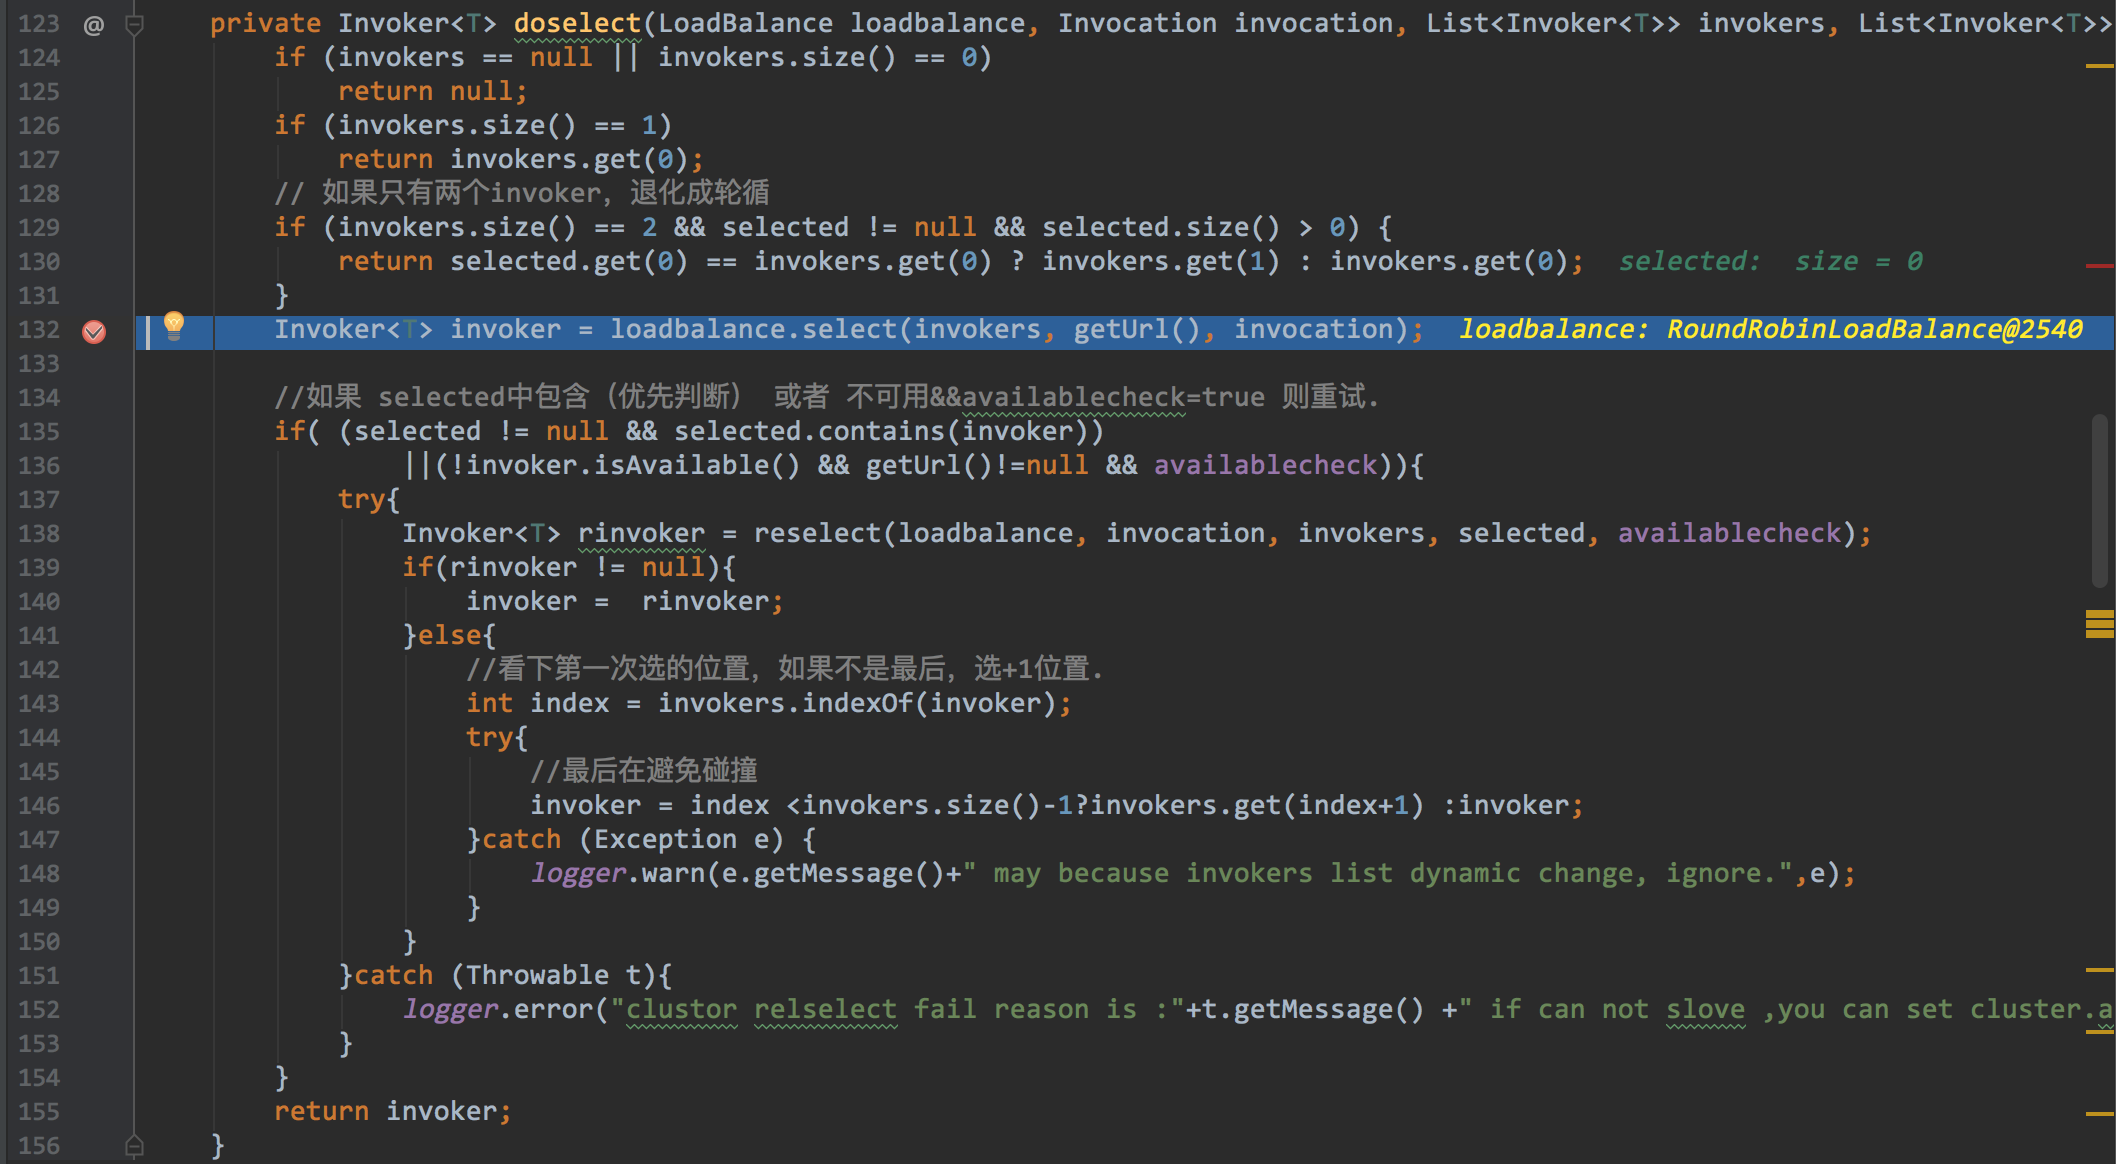 123 @ private Invoker<T> doselect(LoadBalance loadbalance, Invocation invocation, List<Invoker<T>> invokers, List<Invoker<T>>
124 if (invokers == null || invokers.size() == 0)
125 return null;
126 if (invokers.size() == 1)
127 return invokers.get(0);
128 // 如果只有两个invoker，退化成轮循
129 if (invokers.size() == 2 && selected != null && selected.size() > 0) {
130 return selected.get(0) == invokers.get(0) ? invokers.get(1) : invokers.get(0); selected: size = 0
131 }
132 Invoker<T> invoker = loadbalance.select(invokers, getUrl(), invocation); loadbalance: RoundRobinLoadBalance@2540
133
134 //如果 selected中包含（优先判断） 或者 不可用&&availablecheck=true 则重试.
135 if( (selected != null && selected.contains(invoker))
136 ||(!invoker.isAvailable() && getUrl()!=null && availablecheck)){
137 try{
138 Invoker<T> rinvoker = reselect(loadbalance, invocation, invokers, selected, availablecheck);
139 if(rinvoker != null){
140 invoker =  rinvoker;
141 }else{
142 //看下第一次选的位置，如果不是最后，选+1位置.
143 int index = invokers.indexOf(invoker);
144 try{
145 //最后在避免碰撞
146 invoker = index <invokers.size()-1?invokers.get(index+1) :invoker;
147 }catch (Exception e) {
148 logger.warn(e.getMessage()+" may because invokers list dynamic change, ignore.",e);
149 }
150 }
151 }catch (Throwable t){
152 logger.error("clustor relselect fail reason is :"+t.getMessage() +" if can not slove ,you can set cluster.a
153 }
154 }
155 return invoker;
156 }